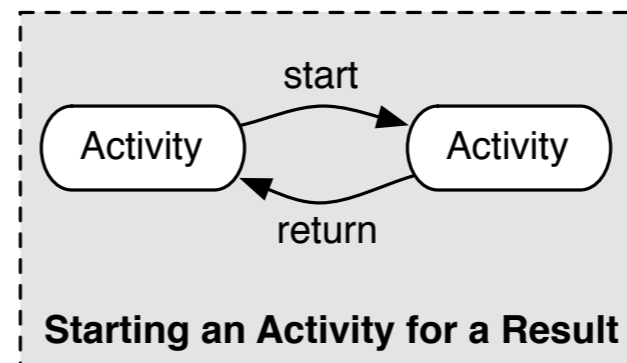 start
Activity
Activity
return
Starting an Activity for a Result